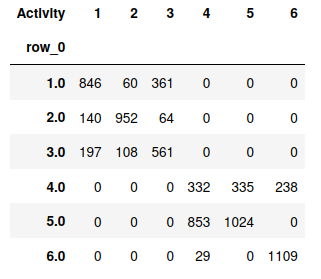 Activity 1 2 3 4 5 6
row_0
1.0 846 60 361 0 0 0
2.0 140 952 64 0 0 0
3.0 197 108 561 0 0 0
4.0 0 0 0 332 335 238
5.0 0 0 0 853 1024 0
6.0 0 0 0 29 0 1109